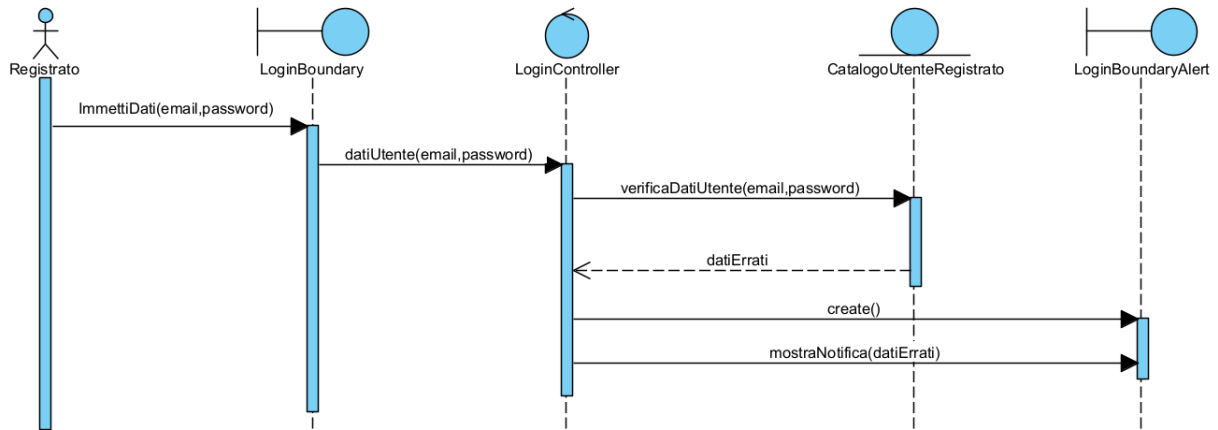 Registrato
LoginBoundary
LoginController
CatalogoUtenteRegistrato
LoginBoundaryAlert
ImmettiDati(email,password)
datiUtente(email,password)
verificaDatiUtente(email,password)
datiErrati
create()
mostraNotifica(datiErrati)